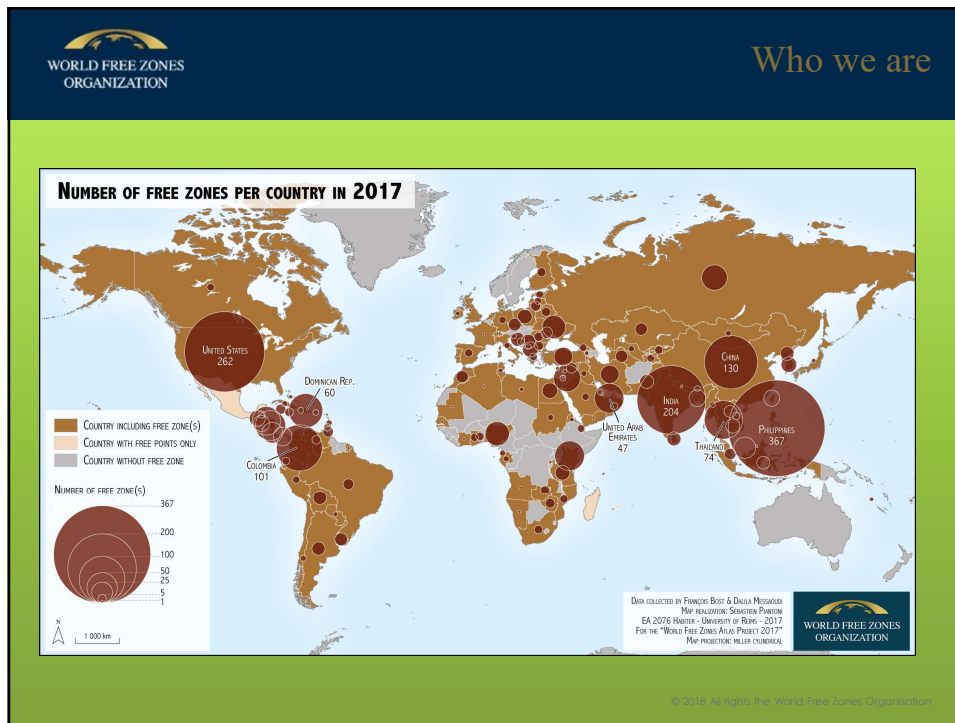 WORLD FREE ZONES
ORGANIZATION
Who we are
NUMBER OF FREE ZONES PER COUNTRY IN 2017
UNITED STATES
262
DOMINICAN REP.
60
COLOMBIA
101
UNITED ARAB
EMIRATES
47
INDIA
204
CHINA
130
THAILAND
74
PHILIPPINES
367
COUNTRY INCLUDING FREE ZONE(S)
COUNTRY WITH FREE POINTS ONLY
COUNTRY WITHOUT FREE ZONE
NUMBER OF FREE ZONE(S)
367
200
100
50
25
5
1
N
1 000 km
DATA COLLECTED BY FRANÇOIS BOST & DALILA MESSAOUDI
MAP REALIZATION: SÉBASTIEN PIANTONI
EA 2076 HABITER - UNIVERSITY OF REIMS - 2017
FOR THE "WORLD FREE ZONES ATLAS PROJECT 2017"
MAP PROJECTION: MILLER CYLINDRICAL
WORLD FREE ZONES
ORGANIZATION
© 2018 All rights the World Free Zones Organisation